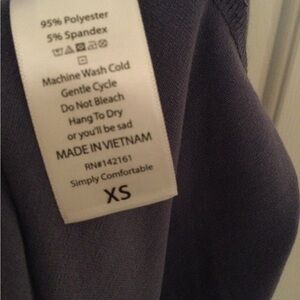 95% Polyester
5% Spandex
Machine Wash Cold
Gentle Cycle
Do Not Bleach
Hang To Dry
or you'll be sad
MADE IN VIETNAM
RN#142161
Simply Comfortable
XS